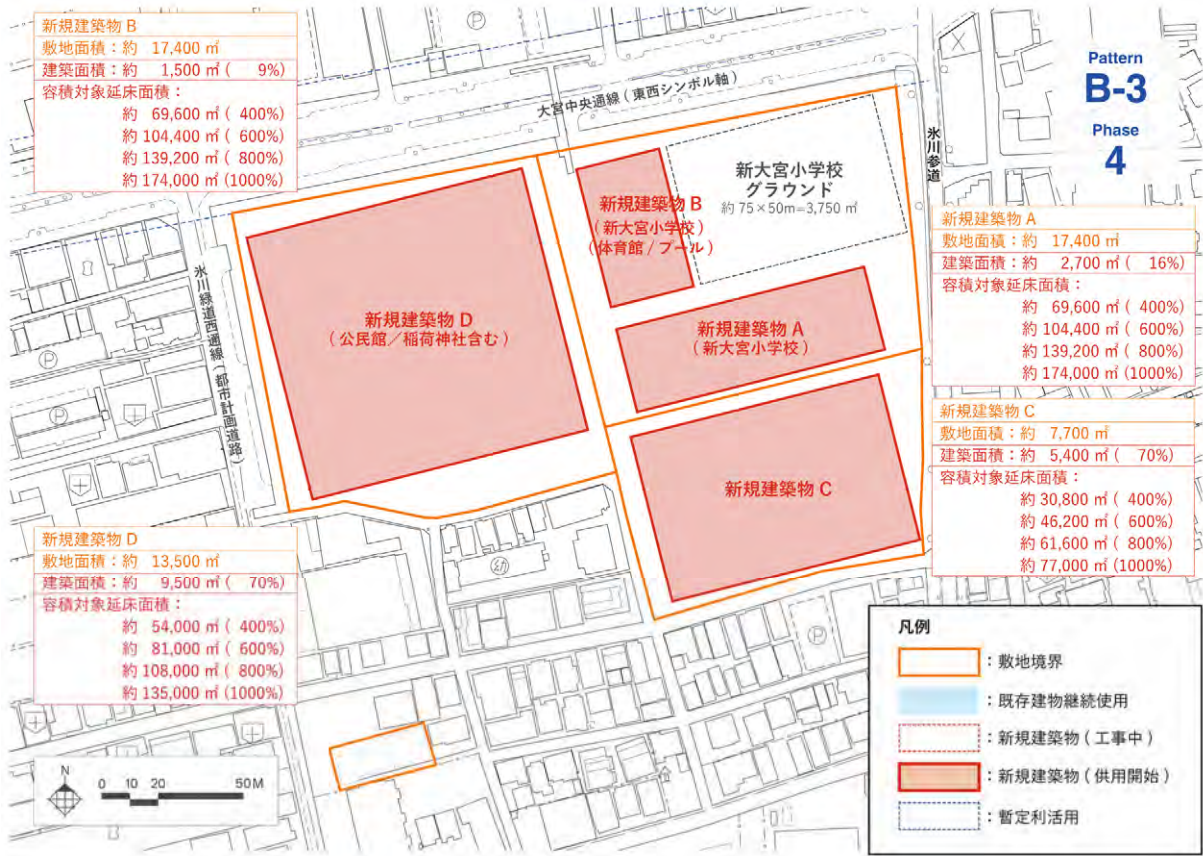 新規建築物 B
敷地面積：約 17,400 ㎡
建築面積：約 1,500 ㎡ ( 9%)
容積対象延床面積：
約 69,600 ㎡ ( 400%)
約 104,400 ㎡ ( 600%)
約 139,200 ㎡ ( 800%)
約 174,000 ㎡ (1000%)
Pattern
B-3
Phase
4
大宮中央通線 ( 東西シンボル軸 )
氷川参道
新大宮小学校
グラウンド
約 75×50m=3,750 ㎡
新規建築物 B
( 新大宮小学校 )
( 体育館 / プール )
新規建築物 A
敷地面積：約 17,400 ㎡
建築面積：約 2,700 ㎡ ( 16%)
容積対象延床面積：
約 69,600 ㎡ ( 400%)
約 104,400 ㎡ ( 600%)
約 139,200 ㎡ ( 800%)
約 174,000 ㎡ (1000%)
氷川緑道西通線 ( 都市計画道路 )
新規建築物 D
( 公民館／稲荷神社含む )
新規建築物 A
( 新大宮小学校 )
新規建築物 C
敷地面積：約 7,700 ㎡
建築面積：約 5,400 ㎡ ( 70%)
容積対象延床面積：
約 30,800 ㎡ ( 400%)
約 46,200 ㎡ ( 600%)
約 61,600 ㎡ ( 800%)
約 77,000 ㎡ (1000%)
新規建築物 C
新規建築物 D
敷地面積：約 13,500 ㎡
建築面積：約 9,500 ㎡ ( 70%)
容積対象延床面積：
約 54,000 ㎡ ( 400%)
約 81,000 ㎡ ( 600%)
約 108,000 ㎡ ( 800%)
約 135,000 ㎡ (1000%)
幼
P
P
P
P
凡例
：敷地境界
：既存建物継続使用
：新規建築物 ( 工事中 )
：新規建築物 ( 供用開始 )
：暫定利活用
N
0 10 20 50M